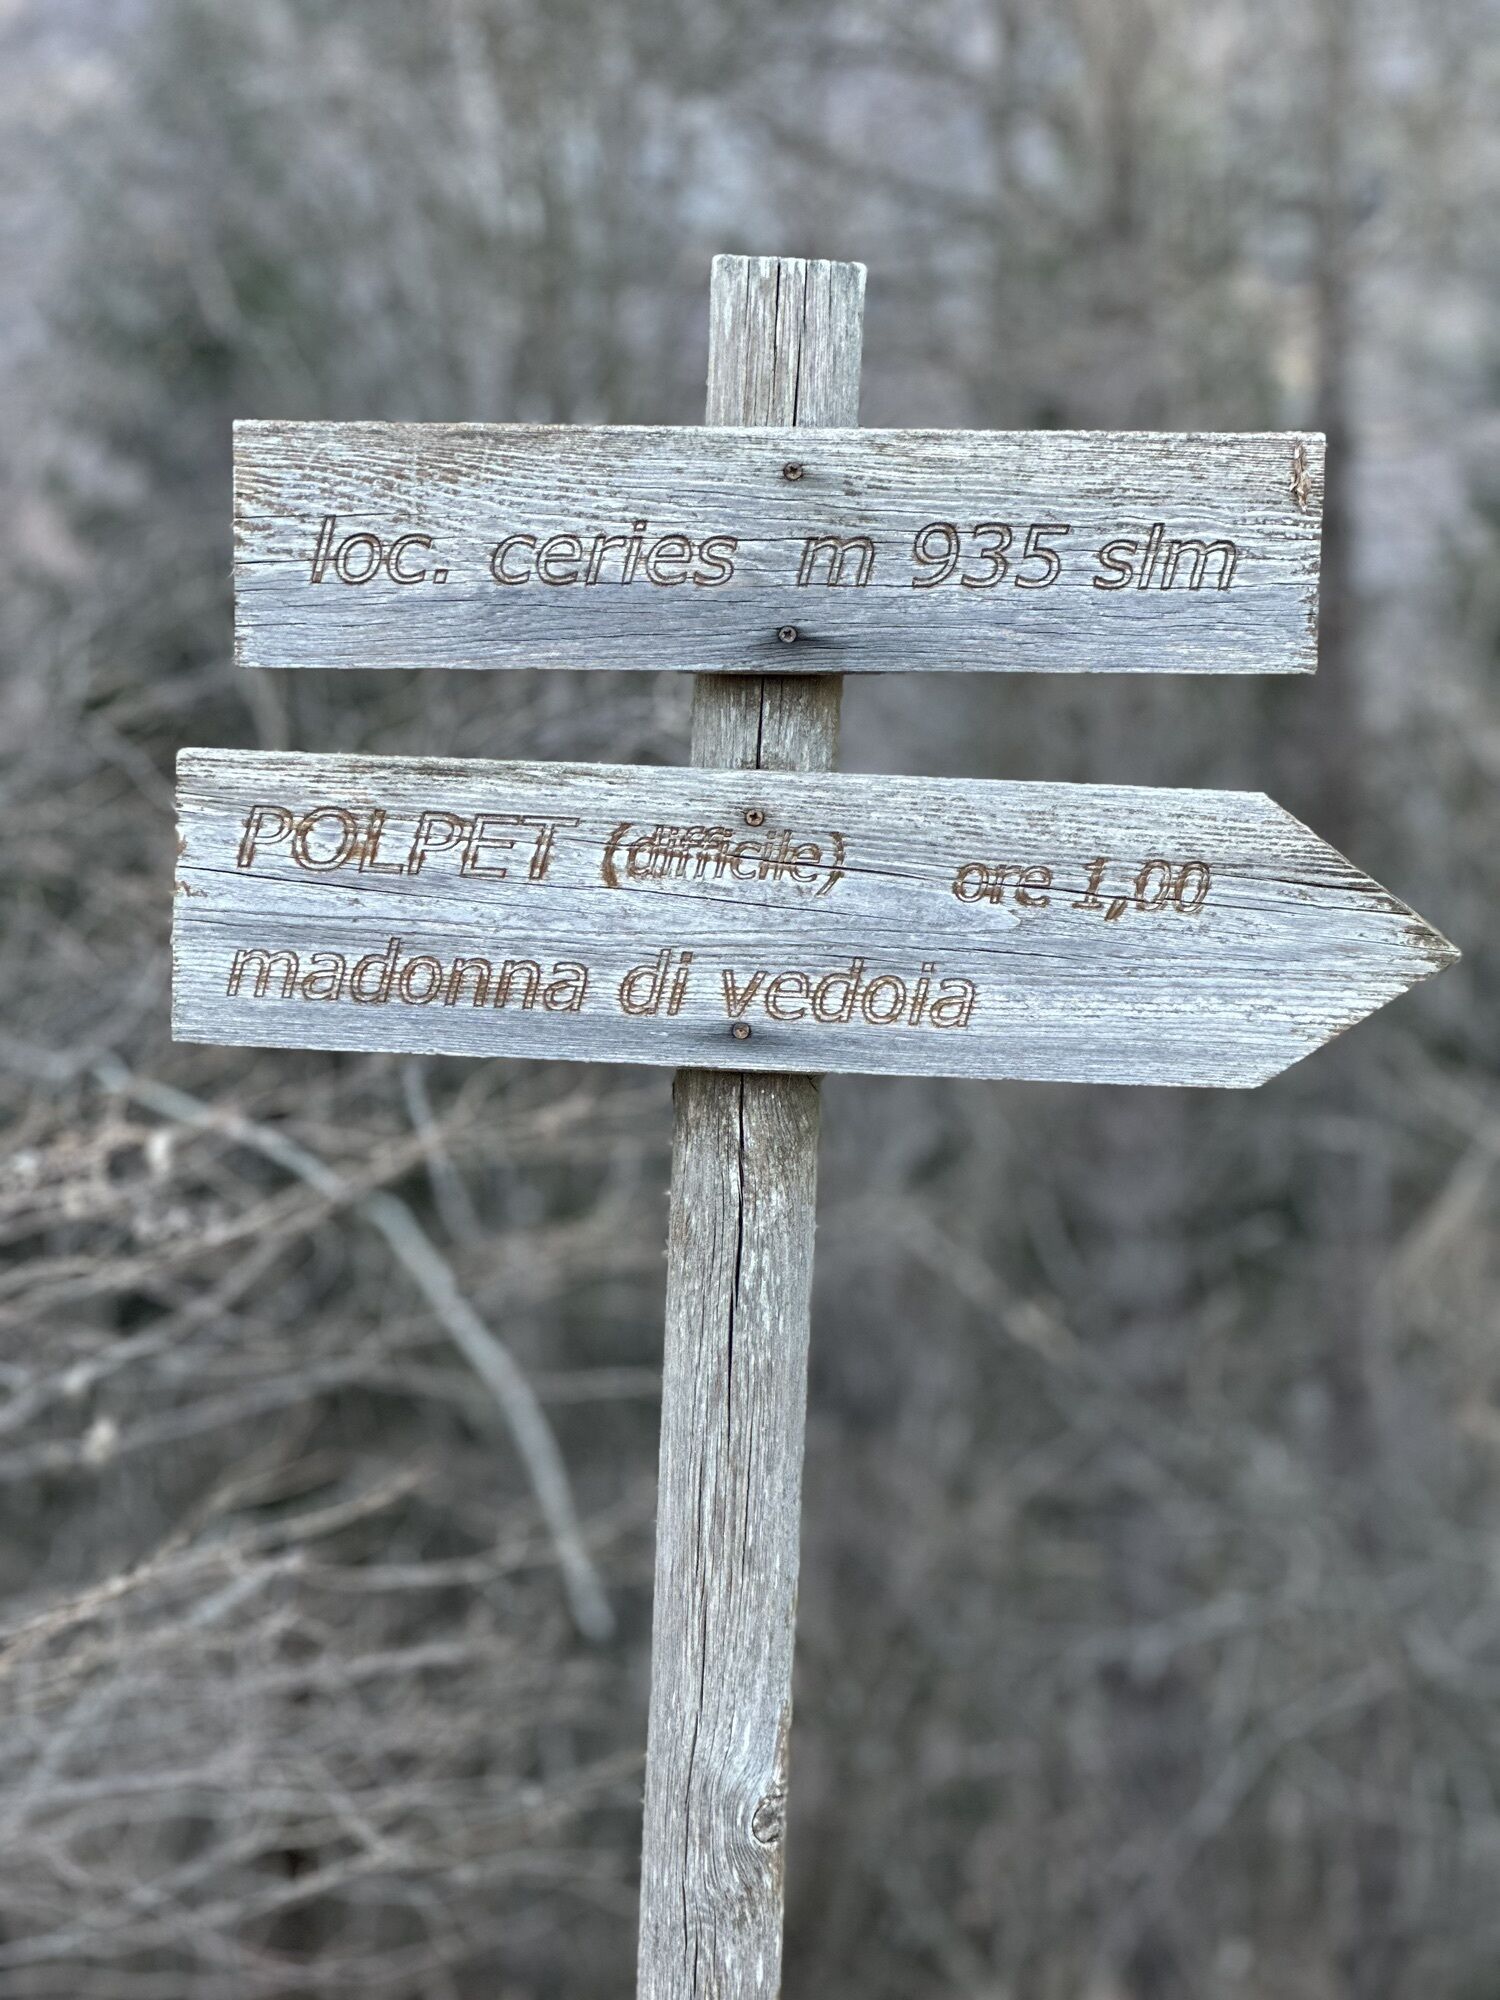 loc. ceries m 935 slm
POLPET (difficile) ore 1,00
madonna di vedoia